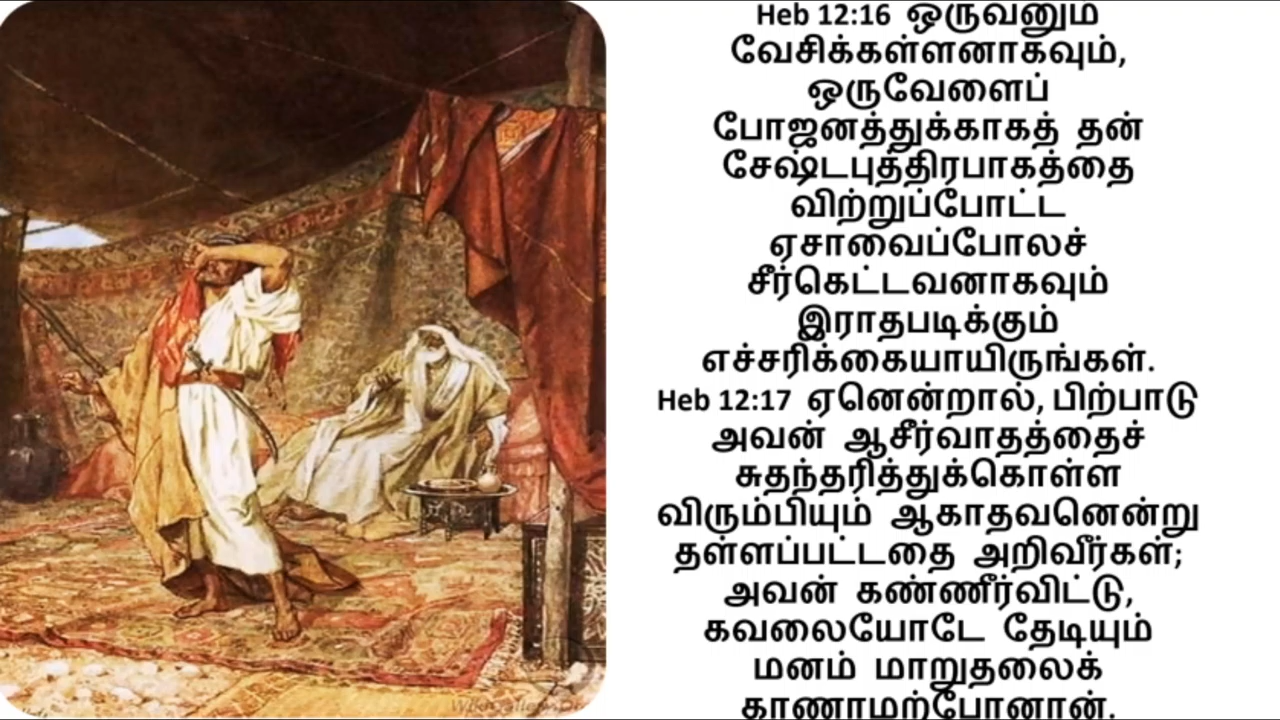 Heb 12:16 ஒருவனும்
வேசிக்கள்ளனாகவும்,
ஒருவேளைப்
போஜனத்துக்காகத் தன்
சேஷ்டபுத்திரபாகத்தை
விற்றுப்போட்ட
ஏசாவைப்போலச்
சீர்கெட்டவனாகவும்
இராதபடிக்கும்
எச்சரிக்கையாயிருங்கள்.
Heb 12:17 ஏனென்றால், பிற்பாடு
அவன் ஆசீர்வாதத்தைச்
சுதந்தரித்துக்கொள்ள
விரும்பியும் ஆகாதவனென்று
தள்ளப்பட்டதை அறிவீர்கள்;
அவன் கண்ணீர்விட்டு,
கவலையோடே தேடியும்
மனம் மாறுதலைக்
காணாமற்போனான்.